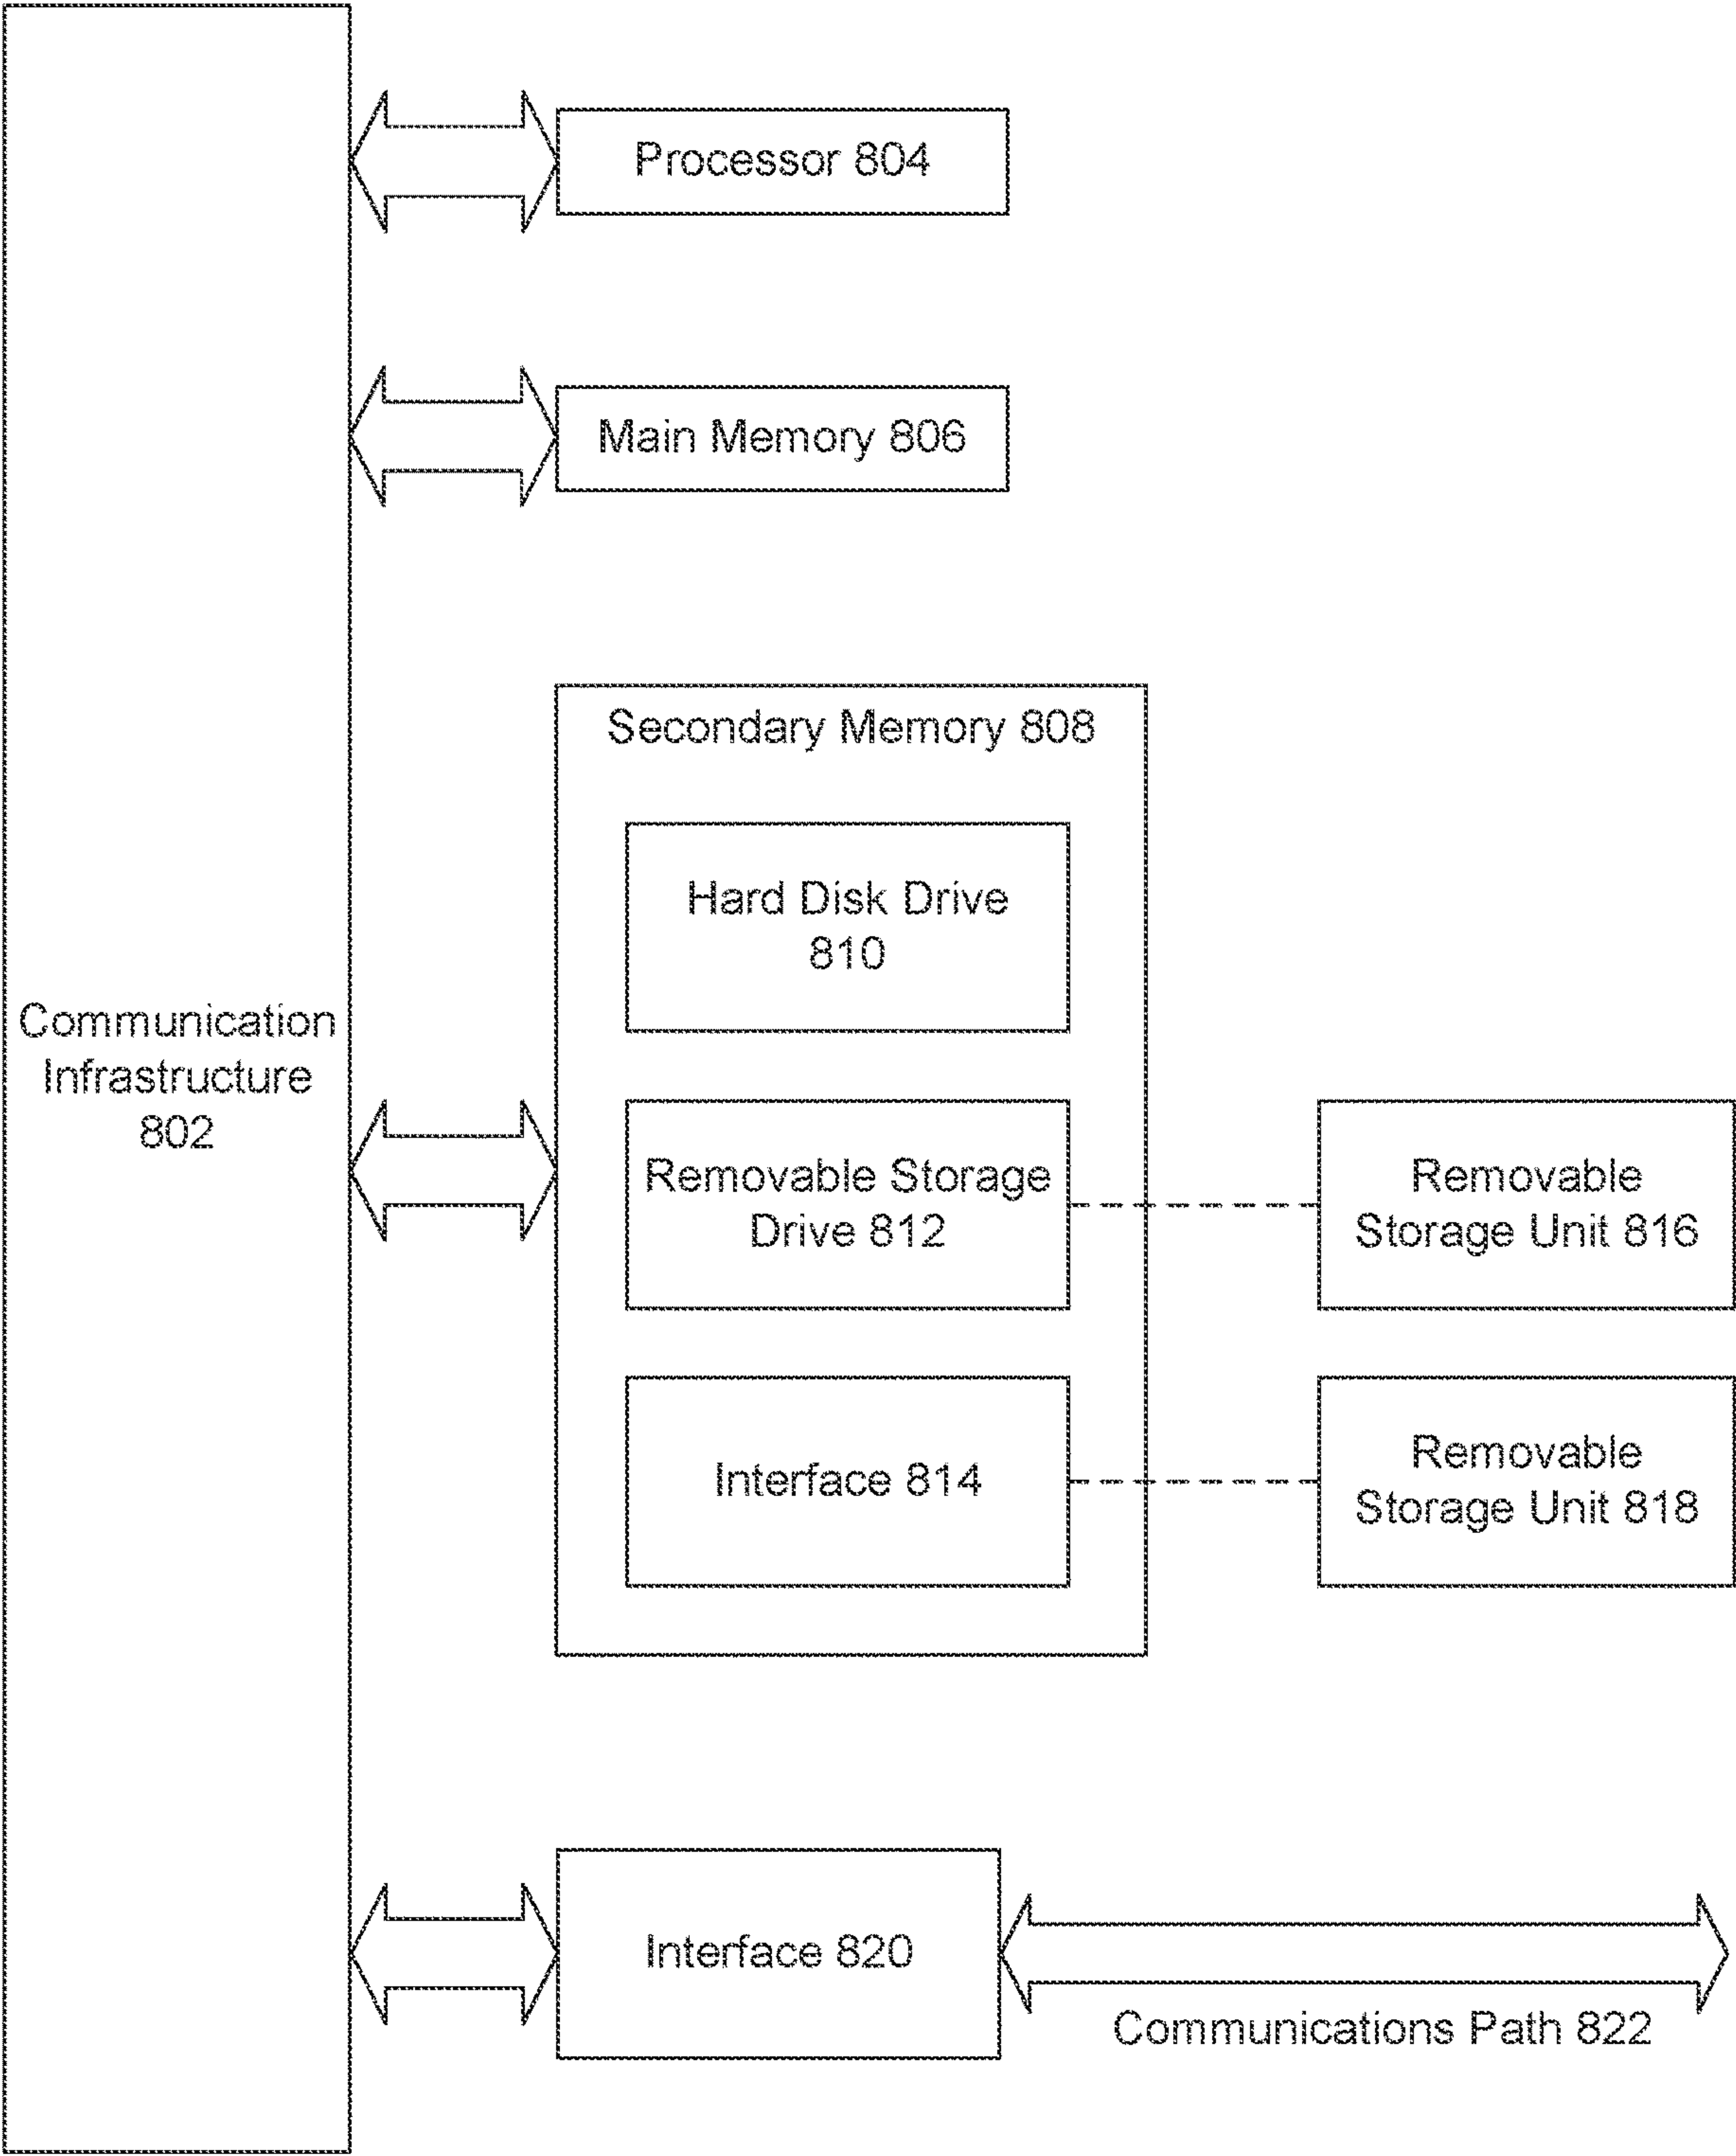 Processor 804
Main Memory 806
Secondary Memory 808
Hard Disk Drive
810
Communication
Infrastructure
802
Removable Storage
Drive 812
Removable
Storage Unit 816
Interface 814
Removable
Storage Unit 818
Interface 820
Communications Path 822